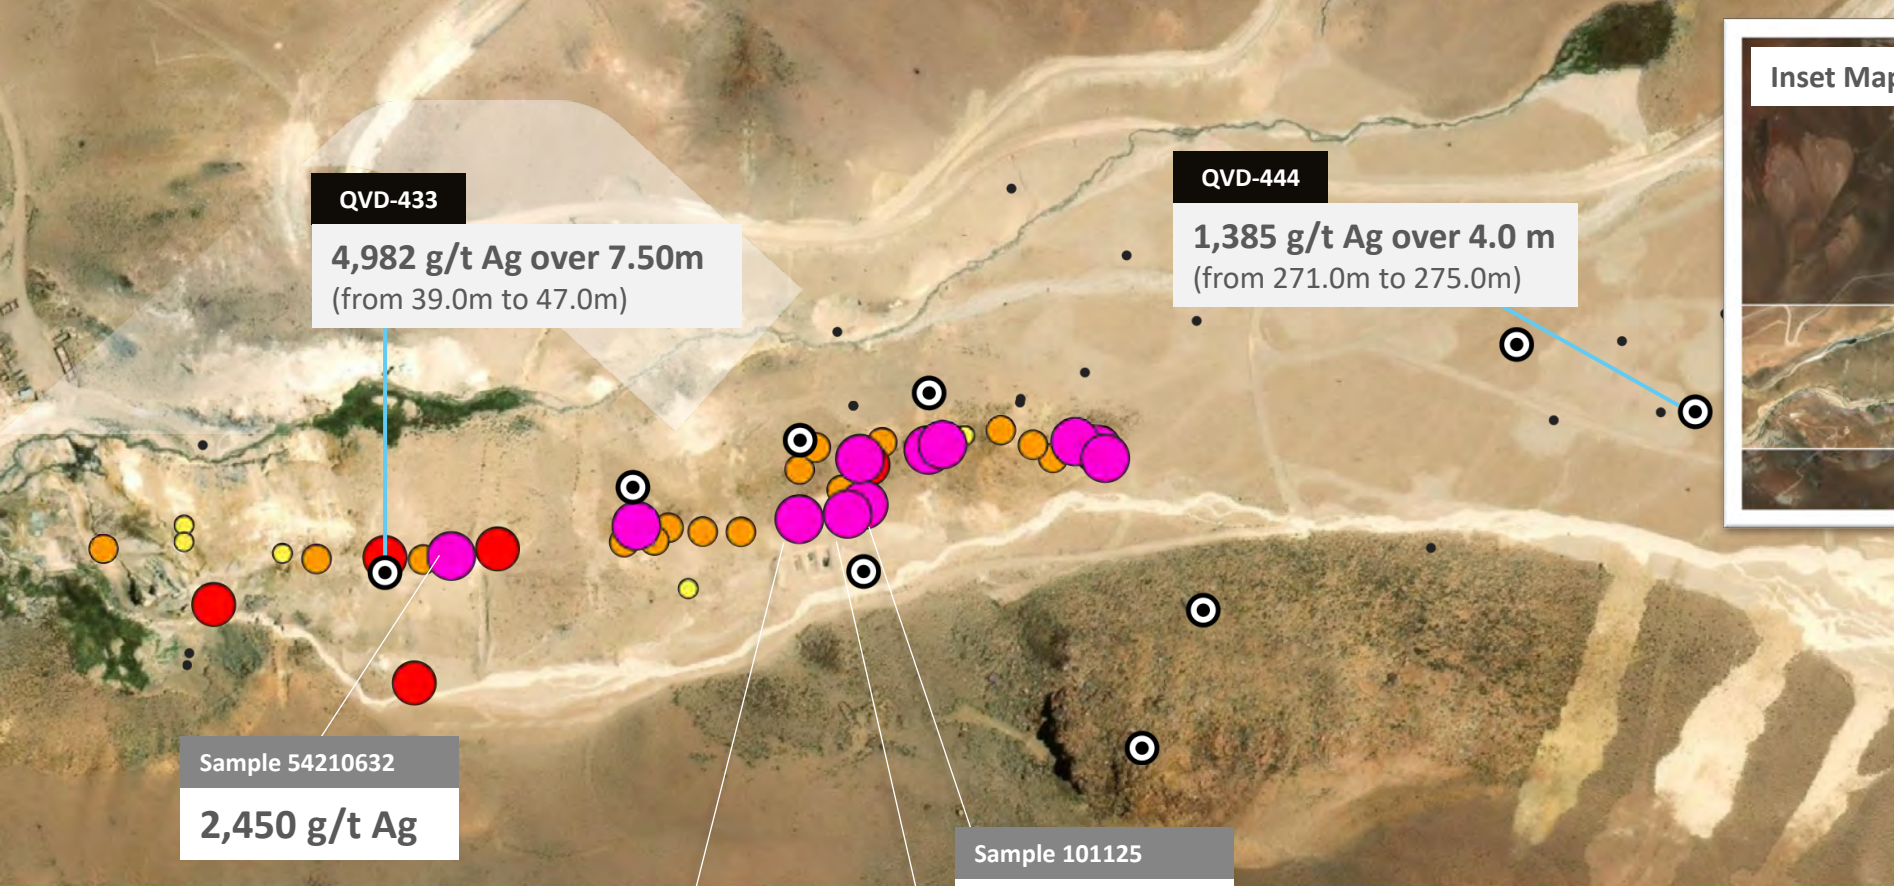 Inset Map
QVD-433
4,982 g/t Ag over 7.50m
(from 39.0m to 47.0m)
QVD-444
1,385 g/t Ag over 4.0 m
(from 271.0m to 275.0m)
Sample 54210632
2,450 g/t Ag
Sample 101125